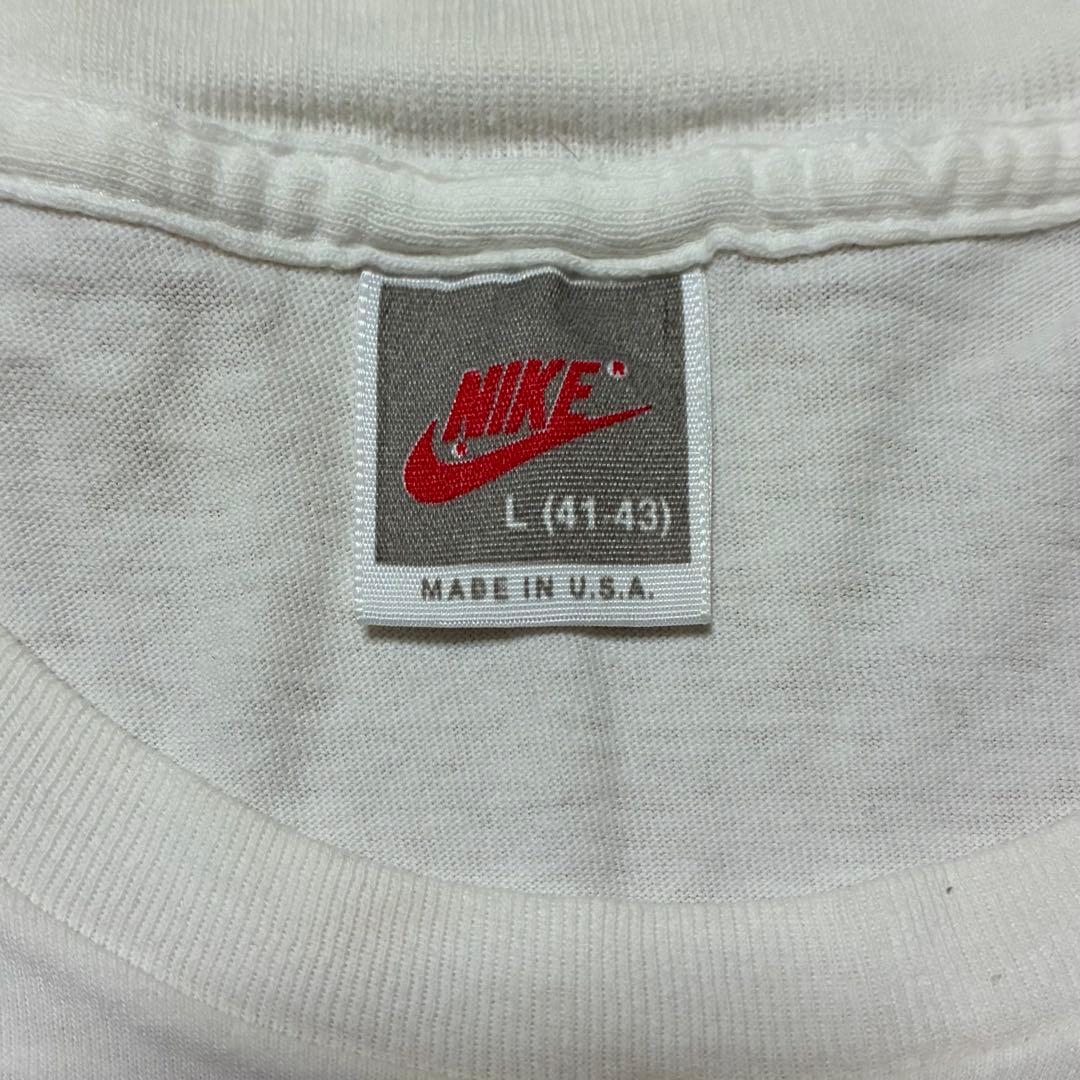 NIKE®
®
L (41-43)
MADE IN U.S.A.